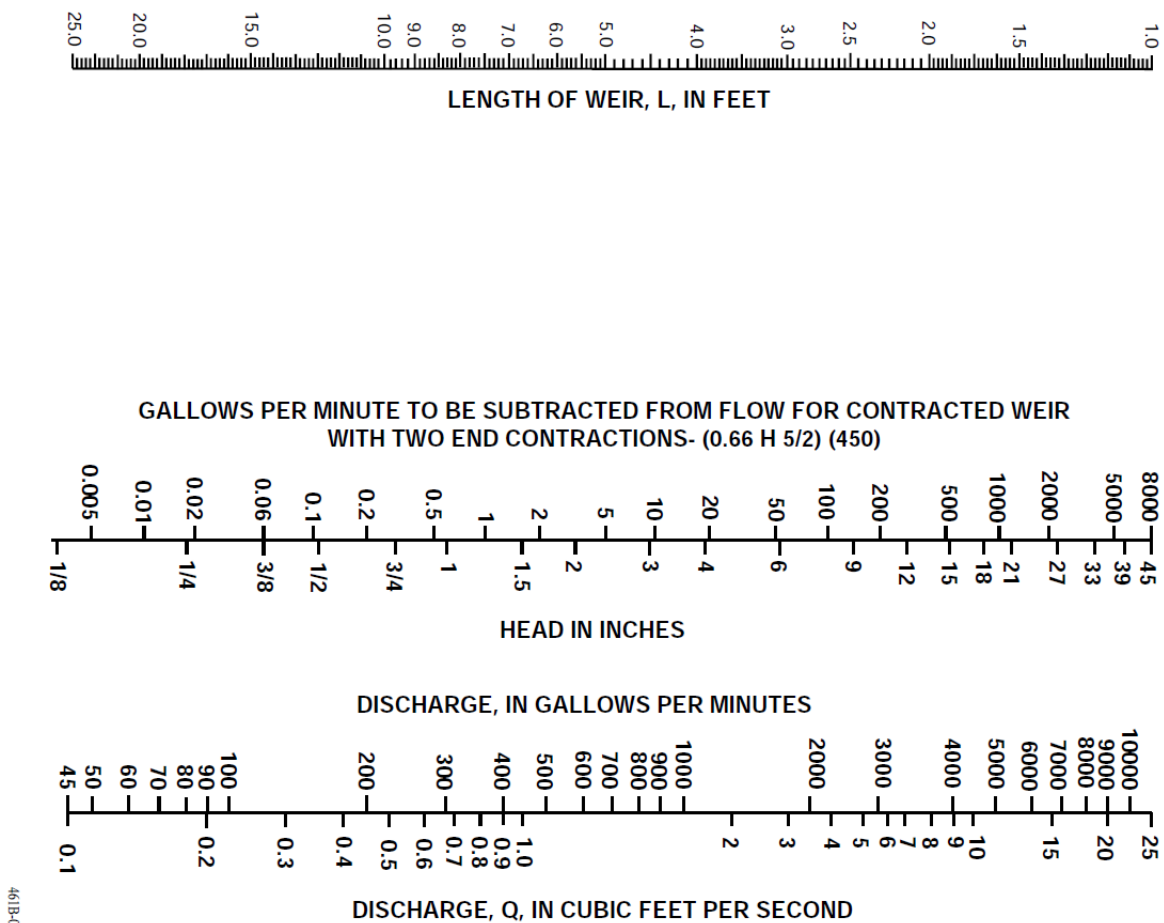 25.0 20.0 15.0 10.0 9.0 8.0 7.0 6.0 5.0 4.0 3.0 2.5 2.0 1.5 1.0
LENGTH OF WEIR, L, IN FEET
GALLOWS PER MINUTE TO BE SUBTRACTED FROM FLOW FOR CONTRACTED WEIR
WITH TWO END CONTRACTIONS- (0.66 H 5/2) (450)
0.005 0.01 0.02 0.06 0.1 0.2 0.5 1 2 5 10 20 50 100 200 500 1000 2000 5000 8000
1/8 1/4 3/8 1/2 3/4 1 1.5 2 3 4 6 9 12 15 18 21 27 33 39 45
HEAD IN INCHES
DISCHARGE, IN GALLOWS PER MINUTES
45 50 60 70 80 90 100 200 300 400 500 600 700 800 900 1000 2000 3000 4000 5000 6000 7000 8000 9000 10000
0.1 0.2 0.3 0.4 0.5 0.6 0.7 0.8 0.9 1.0 2 3 4 5 6 7 8 9 10 15 20 25
DISCHARGE, Q, IN CUBIC FEET PER SECOND